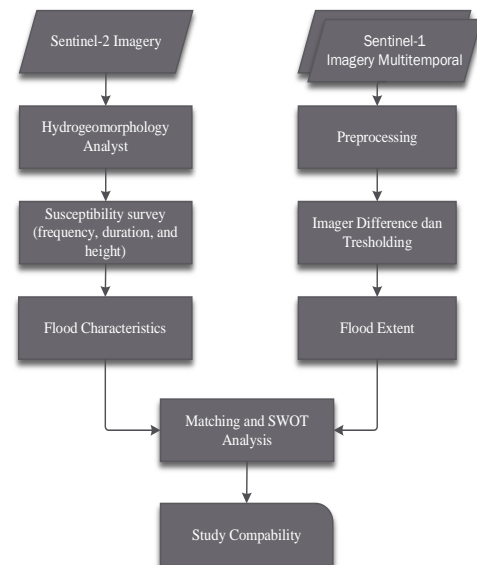 Sentinel-2 Imagery
Hydrogeomorphology
Analyst
Susceptibility survey
(frequency, duration, and
height)
Flood Characteristics
Sentinel-1
Imagery Multitemporal
Preprocessing
Imager Difference dan
Tresholding
Flood Extent
Matching and SWOT
Analysis
Study Compability